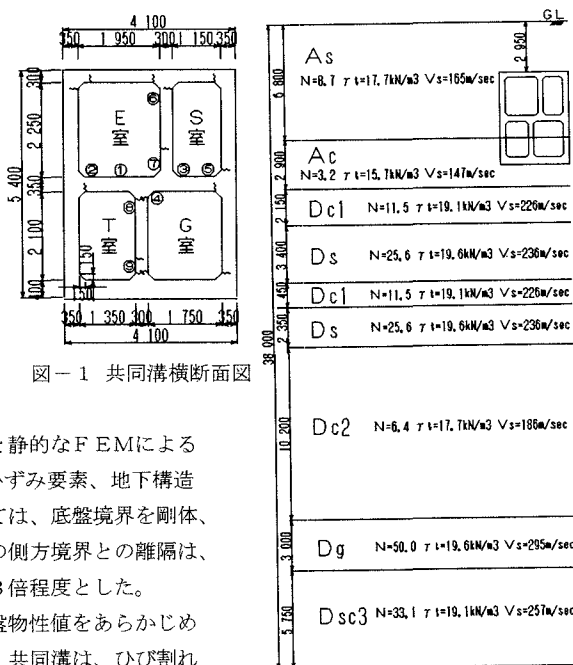 4 100
350 1 950 300 1 150 350
300
2 250
350
2 100
400
5 400
E室
S室
T室
G室
⑥
② ① ⑦
③ ⑤
④
⑨
150
150
350 1 350 300 1 750 350
4 100
図－1 共同溝横断面図
を静的なＦＥＭによる
ひずみ要素、地下構造
ては、底盤境界を剛体、
の側方境界との離隔は、
3倍程度とした。
盤物性値をあらかじめ
共同溝は、ひび割れ
GL
2 950
5 800
As
N=8.7 γt=17.7kN/m3 Vs=165m/sec
2 900
Ac
N=3.2 γt=15.7kN/m3 Vs=147m/sec
2 150
Dc1 N=11.5 γt=19.1kN/m3 Vs=226m/sec
3 400
Ds N=25.6 γt=19.6kN/m3 Vs=236m/sec
Dc1 N=11.5 γt=19.1kN/m3 Vs=226m/sec
2 350
Ds N=25.6 γt=19.6kN/m3 Vs=236m/sec
38 000
10 200
Dc2 N=6.4 γt=17.7kN/m3 Vs=186m/sec
3 000
Dg N=50.0 γt=19.6kN/m3 Vs=295m/sec
5 750
Dsc3 N=33.1 γt=19.1kN/m3 Vs=257m/sec